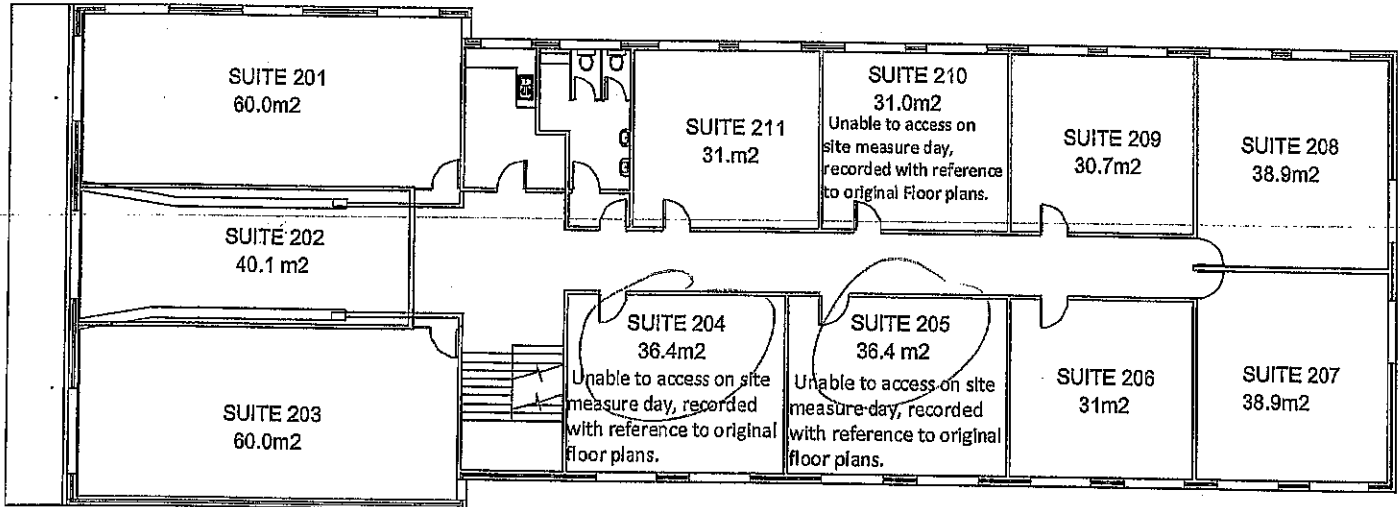 SUITE 201
60.0m2
SUITE 211
31.m2
SUITE 210
31.0m2
Unable to access on
site measure day,
recorded with reference
to original Floor plans.
SUITE 209
30.7m2
SUITE 208
38.9m2
SUITE 202
40.1 m2
SUITE 203
60.0m2
SUITE 204
36.4m2
Unable to access on site
measure day, recorded
with reference to original
floor plans.
SUITE 205
36.4 m2
Unable to access on site
measure day, recorded
with reference to original
floor plans.
SUITE 206
31m2
SUITE 207
38.9m2